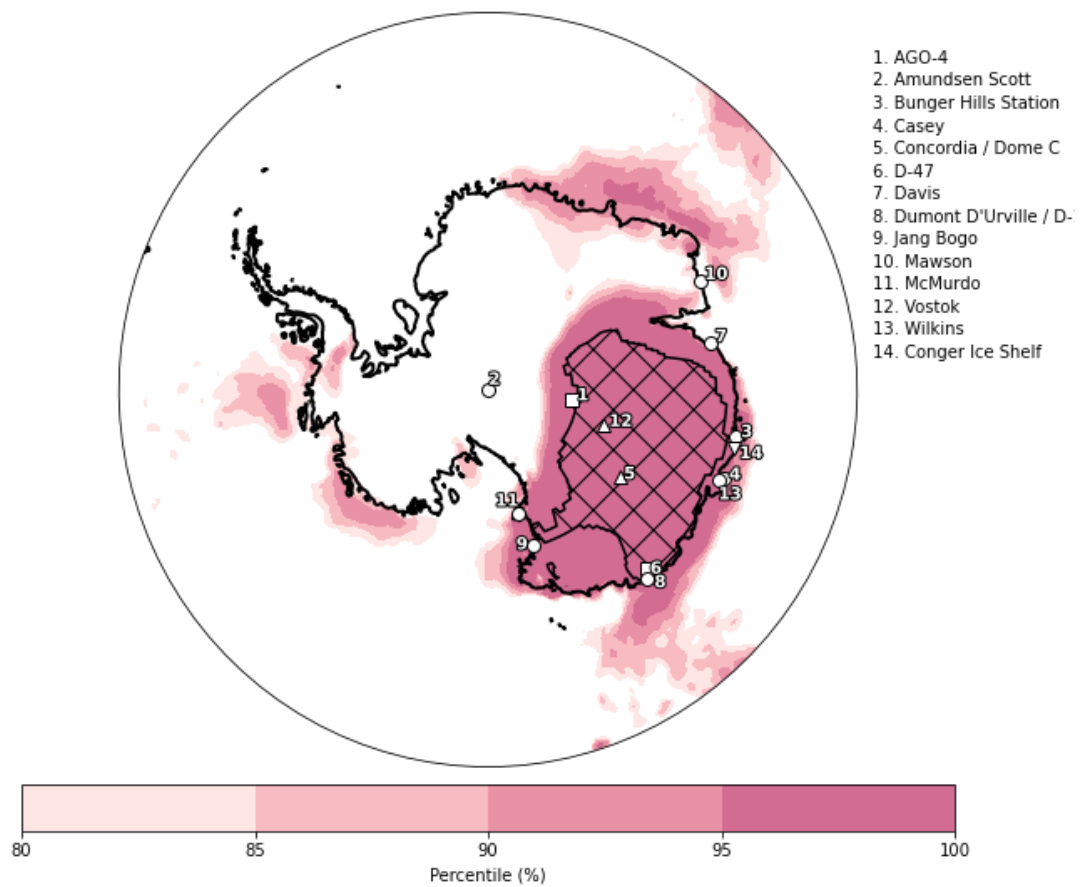 1. AGO-4
2. Amundsen Scott
3. Bunger Hills Station
4. Casey
5. Concordia / Dome C
6. D-47
7. Davis
8. Dumont D'Urville / D-
9. Jang Bogo
10. Mawson
11. McMurdo
12. Vostok
13. Wilkins
14. Conger Ice Shelf
10
7
2
1
12
3
14
5
4
13
11
9
6
8
80 85 90 95 100
Percentile (%)